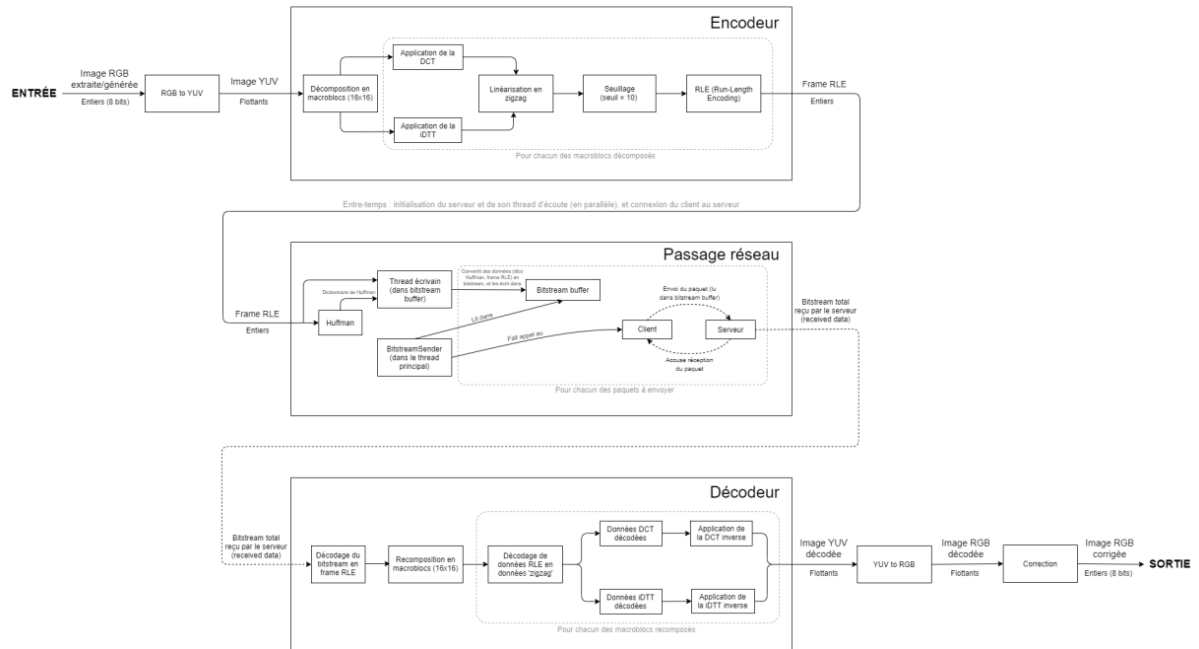 Encodeur
ENTRÉE
Image RGB
extraite/générée
Entiers (8 bits)
RGB to YUV
Image YUV
Flottants
Décomposition en
macroblocs (16x16)
Application de la
DCT
Application de la
iDTT
Linéarisation en
zigzag
Seuillage
(seuil = 10)
RLE (Run-Length
Encoding)
Pour chacun des macroblocs décomposés
Frame RLE
Entiers
Entre-temps : initialisation du serveur et de son thread d'écoute (en parallèle), et connexion du client au serveur
Passage réseau
Frame RLE
Entiers
Huffman
Dictionnaire de Huffman
Thread écrivain
(dans bitstream
buffer)
Convertit des données (dico
Huffman, frame RLE) en
bitstream, et les écrit dans
Bitstream buffer
BitstreamSender
(dans le thread
principal)
Lit dans
Fait appel au
Envoi du paquet (lu
dans bitstream buffer)
Client
Serveur
Accuse réception
du paquet
Pour chacun des paquets à envoyer
Bitstream total
reçu par le serveur
(received data)
Décodeur
Bitstream total
reçu par le serveur
(received data)
Décodage du
bitstream en
frame RLE
Recomposition en
macroblocs (16x16)
Décodage de
données RLE en
données 'zigzag'
Données DCT
décodées
Application de
la DCT inverse
Données iDTT
décodées
Application de
la iDTT inverse
Pour chacun des macroblocs recomposés
Image YUV
décodée
Flottants
YUV to RGB
Image RGB
décodée
Flottants
Correction
Image RGB
corrigée
Entiers (8 bits)
SORTIE